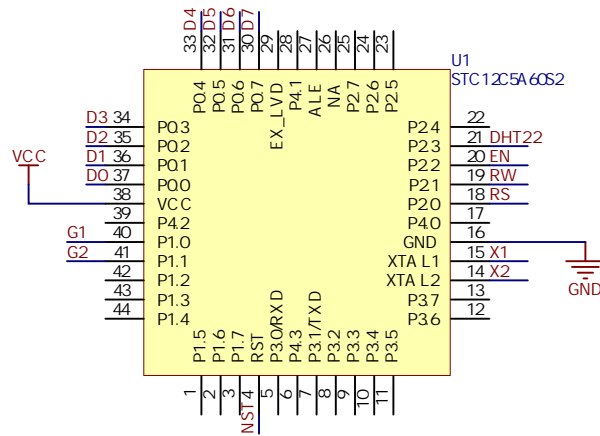 33 D4 32 D5 31 D6 30 D7 29 28 27 26 25 24 23
P0.4 P0.5 P0.6 P0.7 EX_LVD P4.1 ALE NA P2.7 P2.6 P2.5
U1
STC12C5A60S2
D3 34 P0.3
D2 35 P0.2
D1 36 P0.1
D0 37 P0.0
VCC
38 VCC
39 P4.2
G1 40 P1.0
G2 41 P1.1
42 P1.2
43 P1.3
44 P1.4
P2.4 22
P2.3 21 DHT22
P2.2 20 EN
P2.1 19 RW
P2.0 18 RS
P4.0 17
GND 16
XTAL1 15 X1
XTAL2 14 X2
P3.7 13
P3.6 12
GND
P1.5 P1.6 P1.7 RST P3.0/RXD P4.3 P3.1/TXD P3.2 P3.3 P3.4 P3.5
1 2 3 NST 4 5 6 7 8 9 10 11